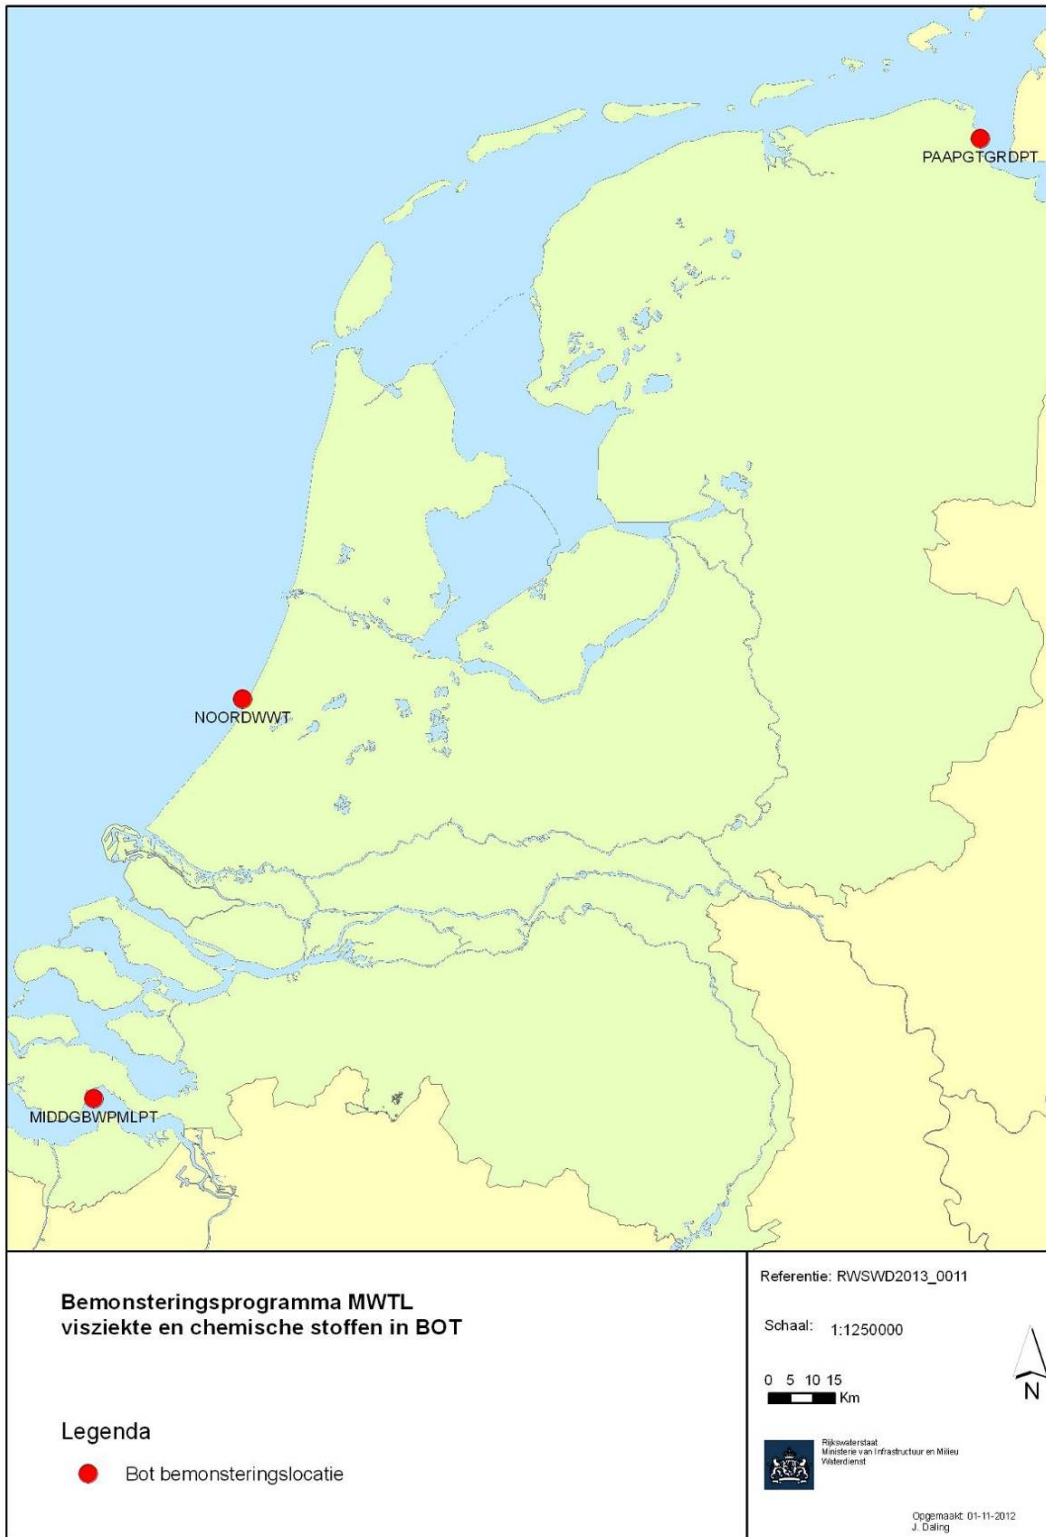 PAAPGTGRDPT
NOORDWWT
MIDDGBWPMLPT
Bemonsteringsprogramma MWTL
visziekte en chemische stoffen in BOT
Legenda
Bot bemonsteringslocatie
Referentie: RWSWD2013_0011
Schaal: 1:1250000
0 5 10 15
Km
N
Rijkswaterstaat
Ministerie van Infrastructuur en Milieu
Waterdienst
Opgemaakt: 01-11-2012
J. Daling